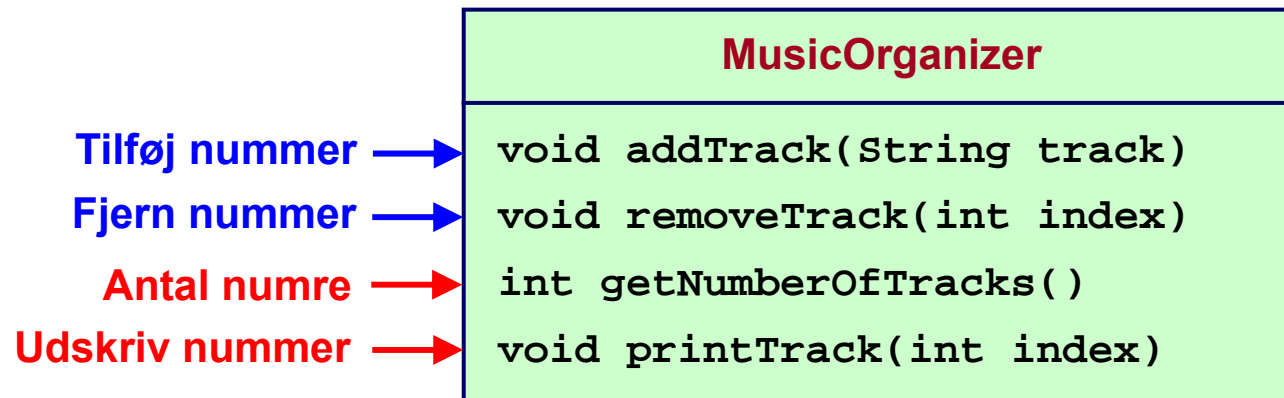 MusicOrganizer
Tilføj nummer void addTrack(String track)
Fjern nummer void removeTrack(int index)
Antal numre int getNumberOfTracks()
Udskriv nummer void printTrack(int index)